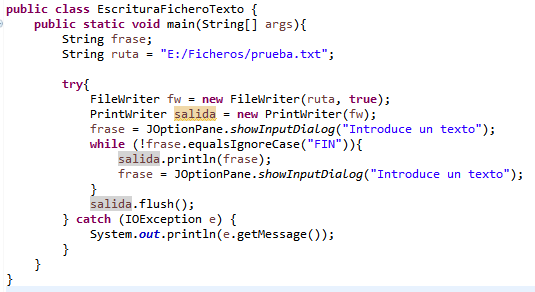 public class EscrituraFicheroTexto {
    public static void main(String[] args){
        String frase;
        String ruta = "E:/Ficheros/prueba.txt";

        try{
            FileWriter fw = new FileWriter(ruta, true);
            PrintWriter salida = new PrintWriter(fw);
            frase = JOptionPane.showInputDialog("Introduce un texto");
            while (!frase.equalsIgnoreCase("FIN")){
                salida.println(frase);
                frase = JOptionPane.showInputDialog("Introduce un texto");
            }
            salida.flush();
        } catch (IOException e) {
            System.out.println(e.getMessage());
        }
    }
}